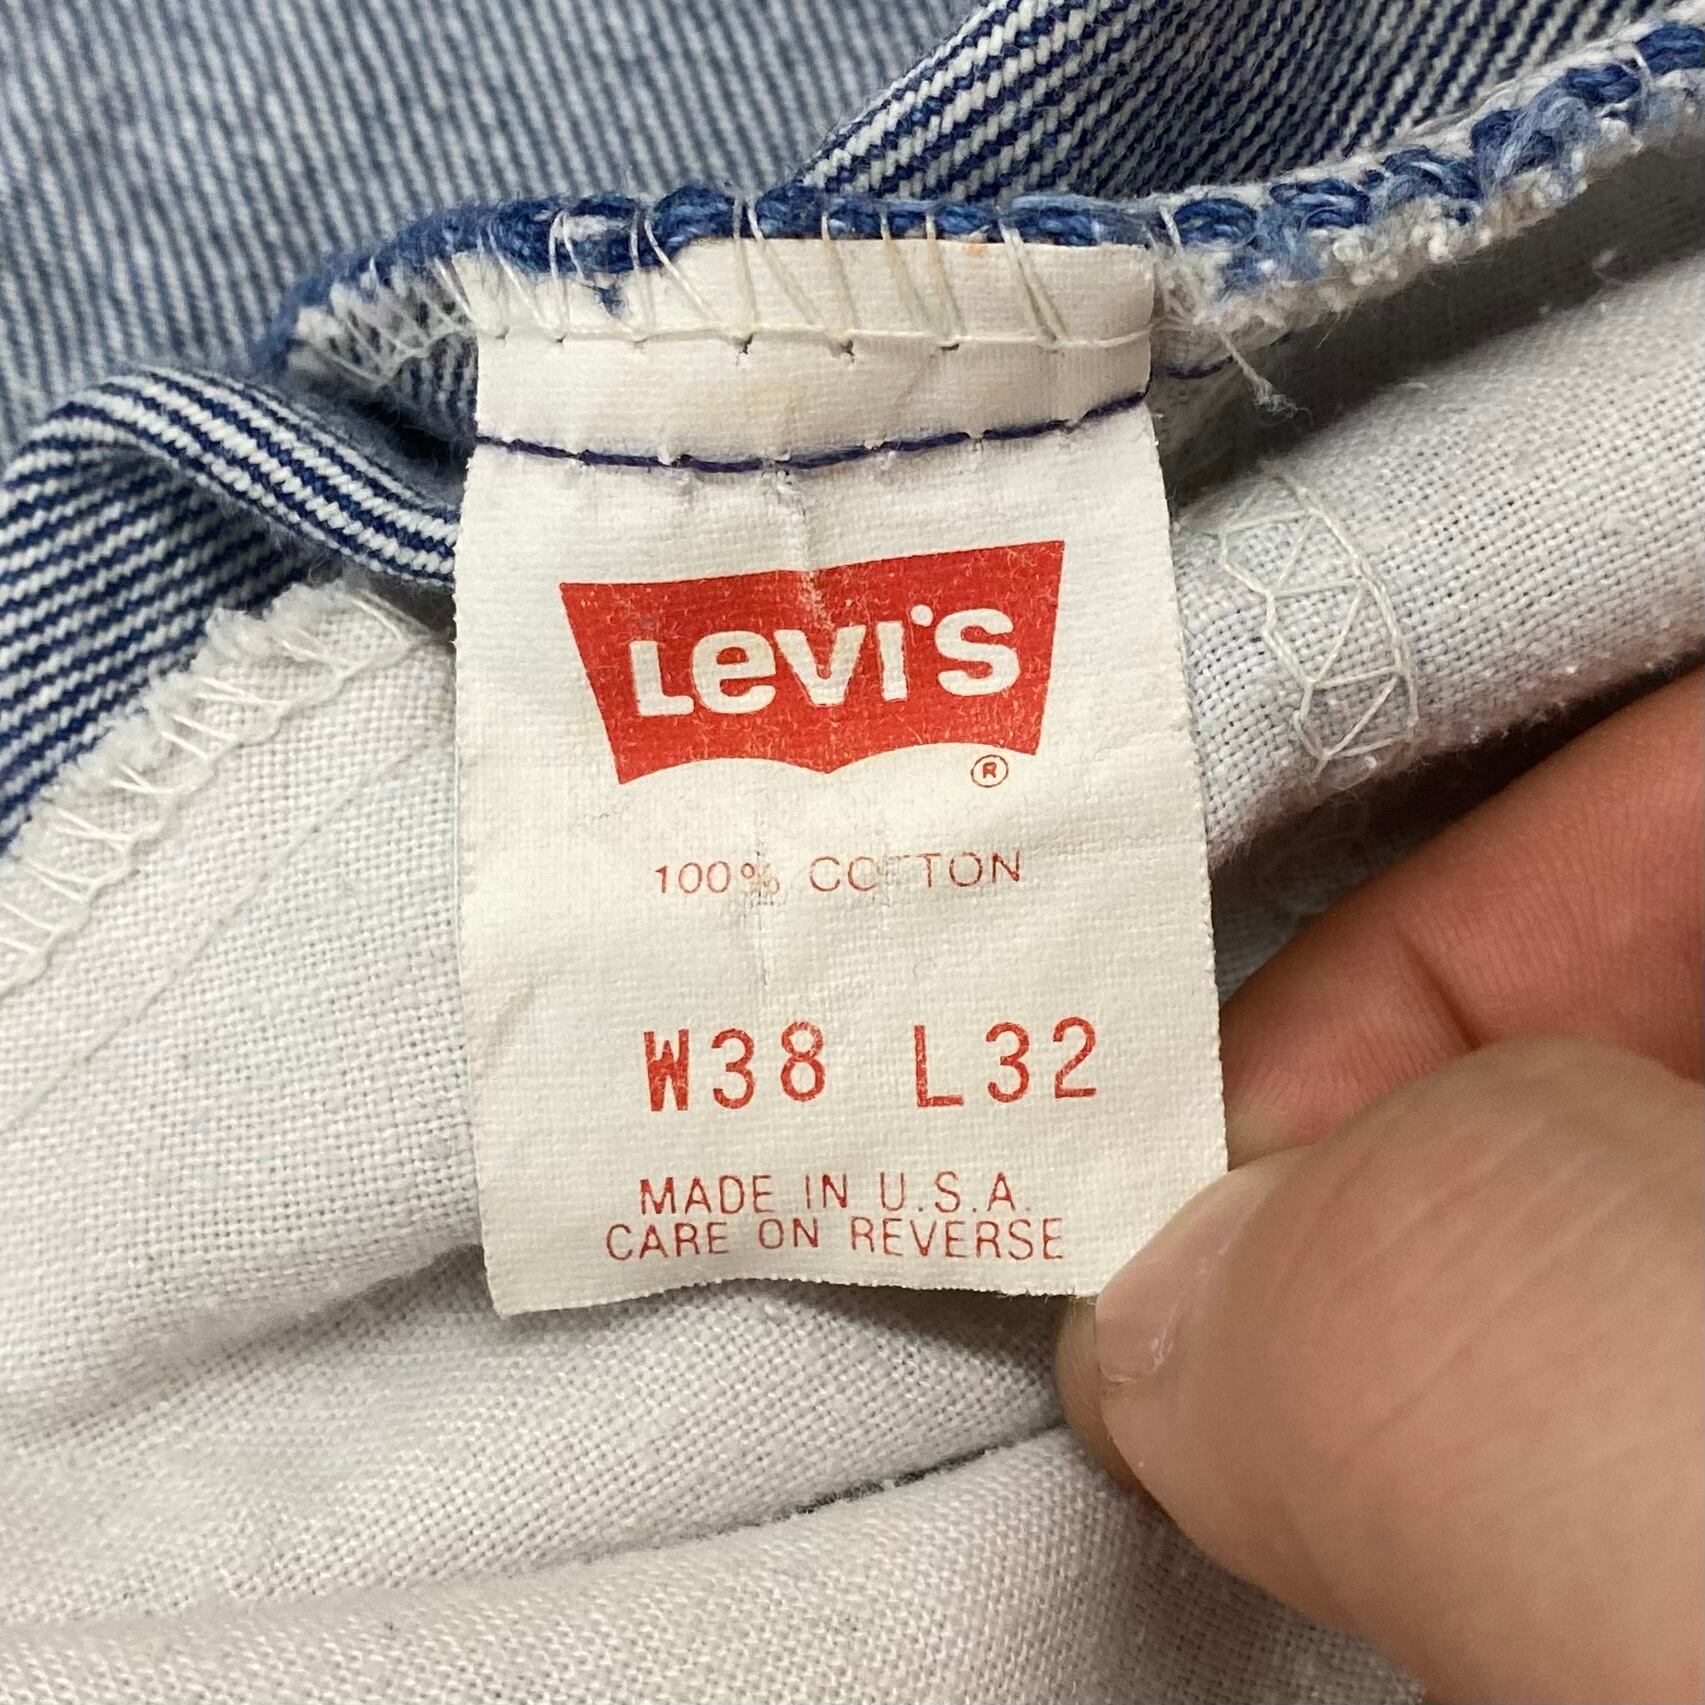 Levi's
®
100% COTTON
W38 L32
MADE IN U.S.A.
CARE ON REVERSE